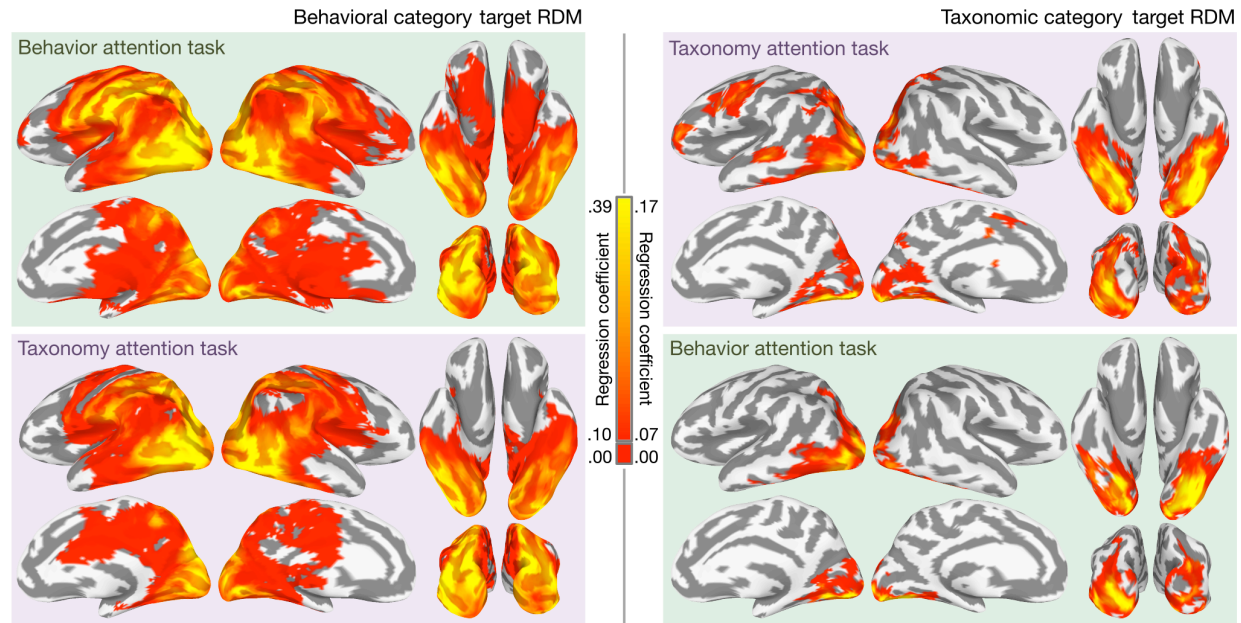 Behavioral category target RDM
Taxonomic category target RDM
Behavior attention task
Taxonomy attention task
.39
.17
Regression coefficient
Regression coefficient
.10
.07
.00
.00
Taxonomy attention task
Behavior attention task